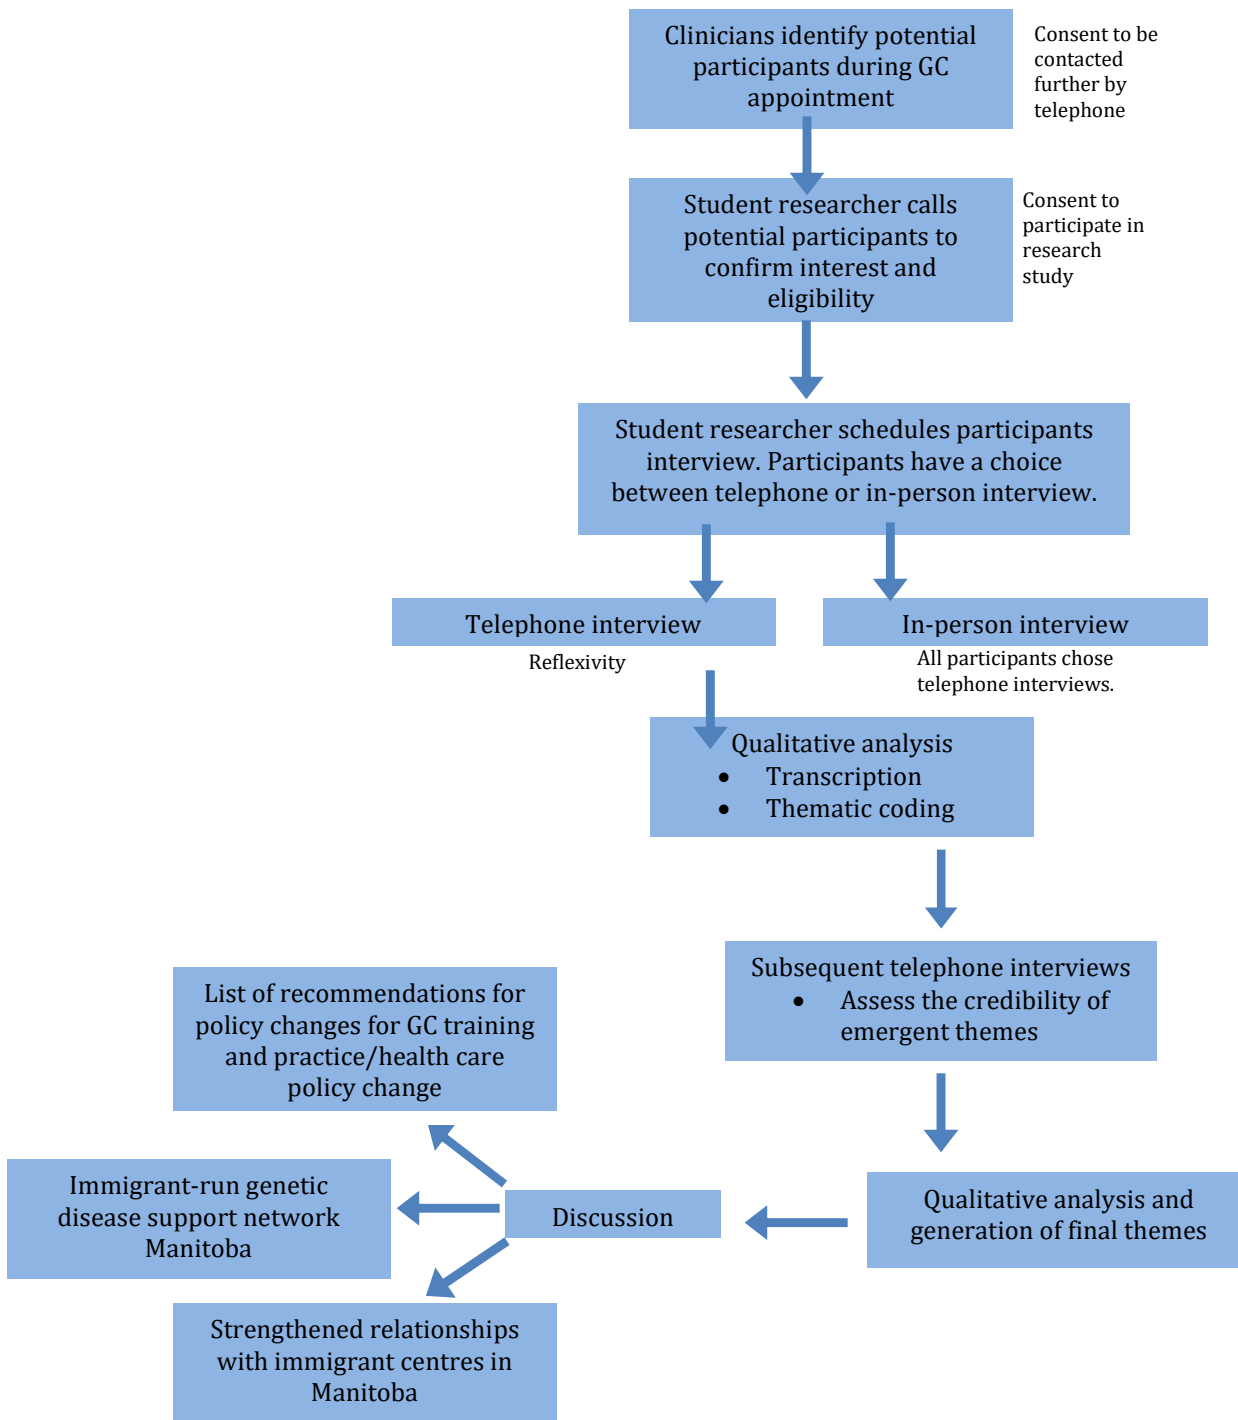 Clinicians identify potential
participants during GC
appointment
Consent to be
contacted
further by
telephone
Student researcher calls
potential participants to
confirm interest and
eligibility
Consent to
participate in
research
study
Student researcher schedules participants
interview. Participants have a choice
between telephone or in-person interview.
Telephone interview
Reflexivity
In-person interview
All participants chose
telephone interviews.
Qualitative analysis
• Transcription
• Thematic coding
Subsequent telephone interviews
• Assess the credibility of
emergent themes
Qualitative analysis and
generation of final themes
Discussion
List of recommendations for
policy changes for GC training
and practice/health care
policy change
Immigrant-run genetic
disease support network
Manitoba
Strengthened relationships
with immigrant centres in
Manitoba